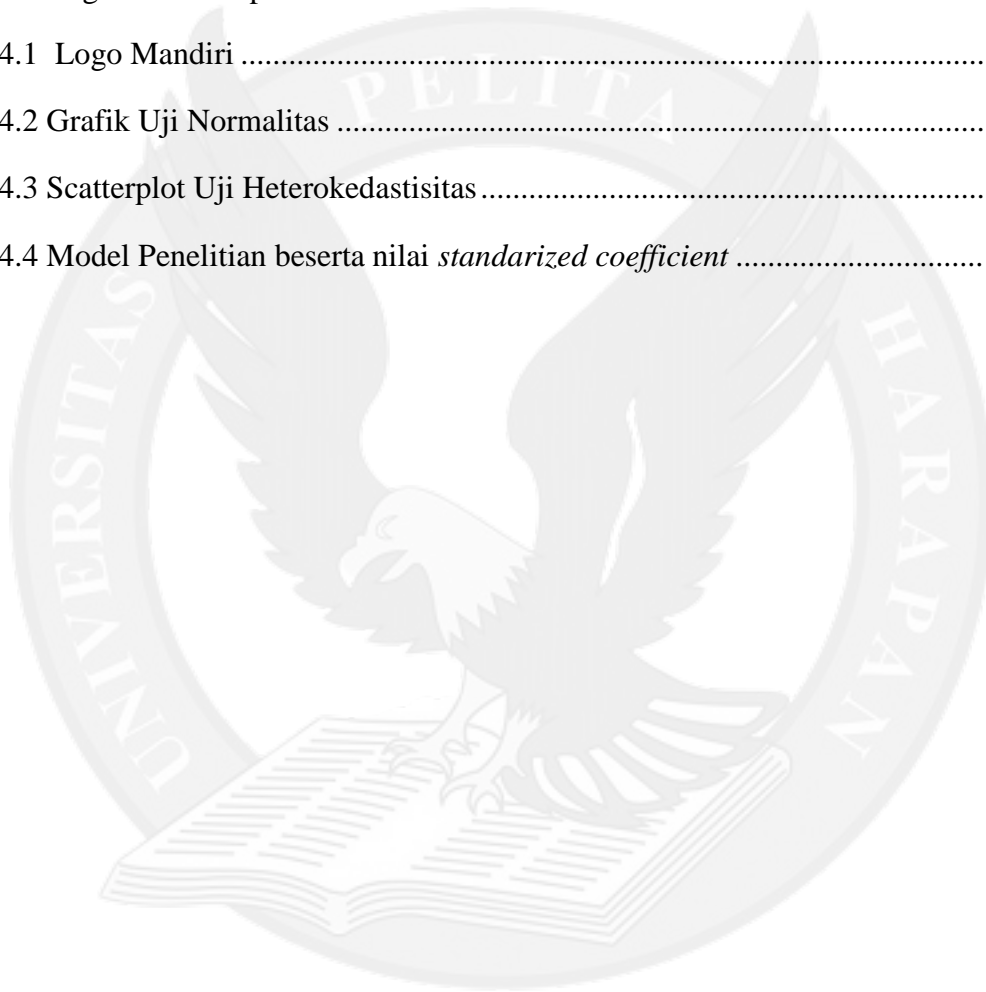 4.1 Logo Mandiri ...........................................................................................
4.2 Grafik Uji Normalitas ................................................................................
4.3 Scatterplot Uji Heterokedastisitas ..............................................................
4.4 Model Penelitian beserta nilai standarized coefficient ...............................
UNIVERSITAS PELITA HARAPAN